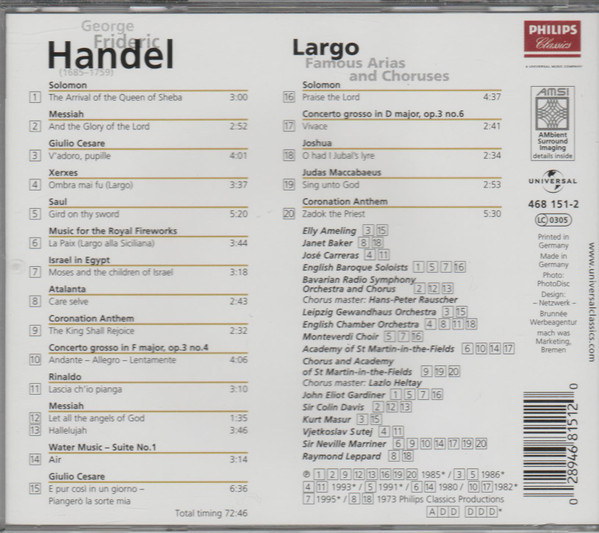 George
Frideric
Handel
(1685–1759)
Solomon
1 The Arrival of the Queen of Sheba 3:00
Messiah
2 And the Glory of the Lord 2:52
Giulio Cesare
3 V'adoro, pupille 4:01
Xerxes
4 Ombra mai fu (Largo) 3:37
Saul
5 Gird on thy sword 5:20
Music for the Royal Fireworks
6 La Paix (Largo alla Siciliana) 3:44
Israel in Egypt
7 Moses and the children of Israel 3:18
Atalanta
8 Care selve 2:43
Coronation Anthem
9 The King Shall Rejoice 2:32
Concerto grosso in F major, op.3 no.4
10 Andante – Allegro – Lentamente 4:06
Rinaldo
11 Lascia ch'io pianga 3:10
Messiah
12 Let all the angels of God 1:35
13 Hallelujah 3:46
Water Music – Suite No.1
14 Air 3:14
Giulio Cesare
15 E pur così in un giorno – 6:36
Piangerò la sorte mia
Total timing 72:46
Largo
Famous Arias
and Choruses
Solomon
16 Praise the Lord 4:37
Concerto grosso in D major, op.3 no.6
17 Vivace 2:41
Joshua
18 O had I Jubal's lyre 2:34
Judas Maccabaeus
19 Sing unto God 2:53
Coronation Anthem
20 Zadok the Priest 5:30
Elly Ameling 3 15
Janet Baker 8 18
José Carreras 4 11
English Baroque Soloists 1 5 7 16
Bavarian Radio Symphony
Orchestra and Chorus 2 12 13
Chorus master: Hans-Peter Rauscher
Leipzig Gewandhaus Orchestra 3 15
English Chamber Orchestra 4 8 11 18
Monteverdi Choir 5 7 16
Academy of St Martin-in-the-Fields 6 10 14 17
Chorus and Academy
of St Martin-in-the-Fields 9 19 20
Chorus master: Lazlo Heltay
John Eliot Gardiner 1 5 7 16
Sir Colin Davis 2 12 13
Kurt Masur 3 15
Vjetkoslav Sutej 4 11
Sir Neville Marriner 6 9 10 14 17 19 20
Raymond Leppard 8 18
℗ 1 2 9 12 13 16 19 20 1985* / 3 5 1986*
4 11 1993* / 5 1991* / 6 14 1980 / 10 17 1982*
7 1995* / 8 18 1973 Philips Classics Productions
ADD DDD*
PHILIPS
Classics
A UNIVERSAL MUSIC COMPANY
AMSI
AMbient
Surround
Imaging
details inside
UNIVERSAL
468 151-2
LC 0305
Printed in
Germany
Made in
Germany
Photo:
PhotoDisc
Design:
– Netzwerk –
Brunnée
Werbeagentur
mach was
Marketing,
Bremen
www.universalclassics.com
0 28946 81512 0